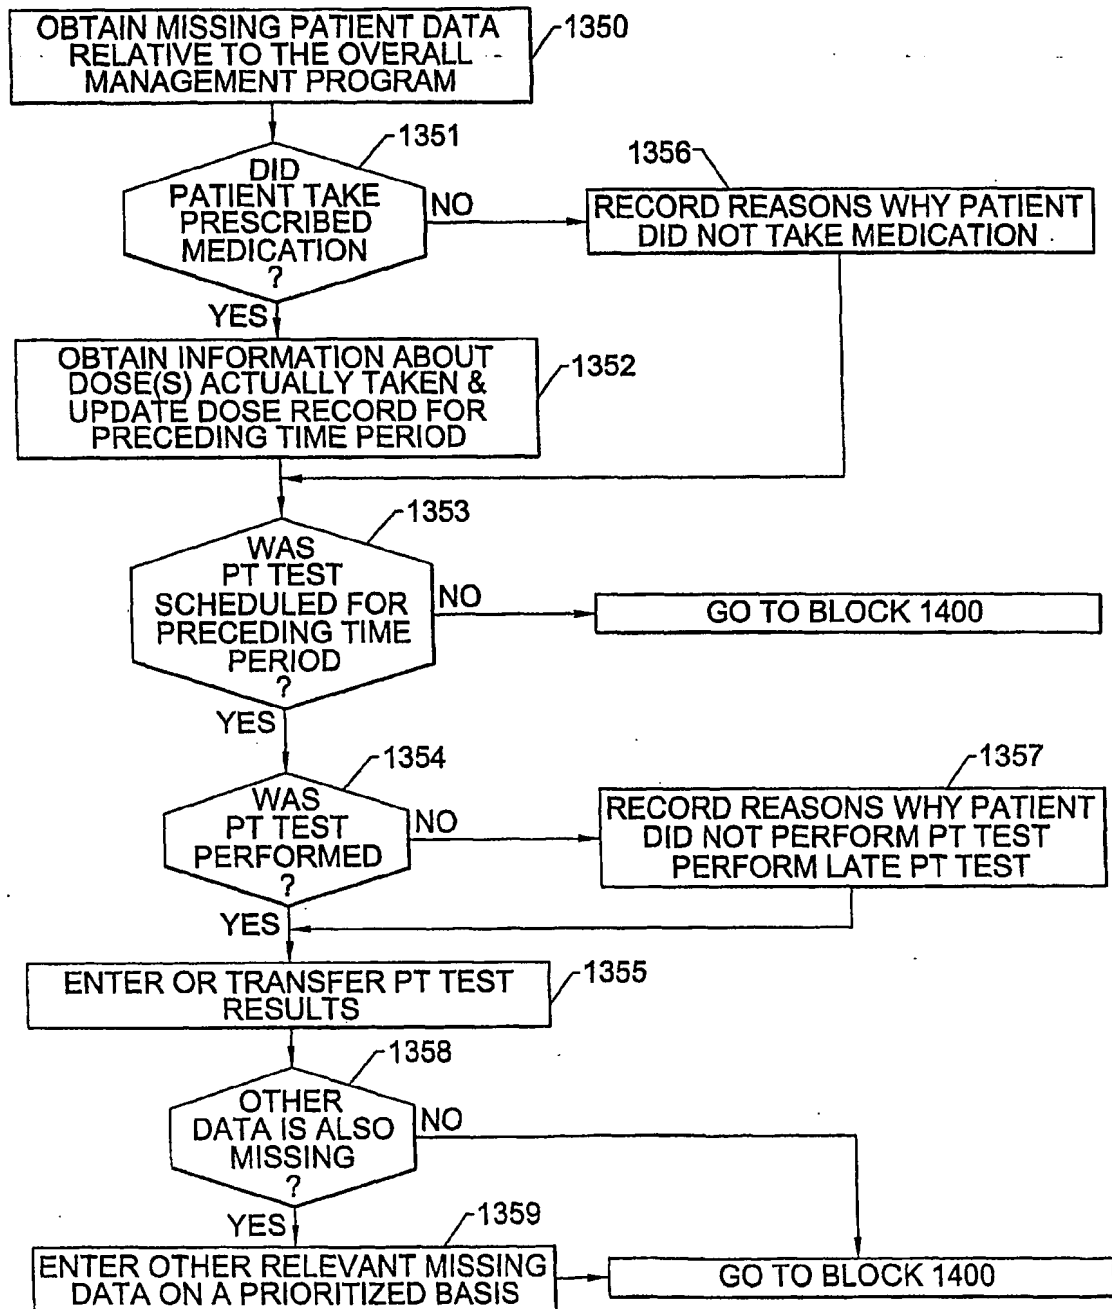 OBTAIN MISSING PATIENT DATA
RELATIVE TO THE OVERALL
MANAGEMENT PROGRAM
1350
1351
DID
PATIENT TAKE
PRESCRIBED
MEDICATION
?
NO
1356
RECORD REASONS WHY PATIENT
DID NOT TAKE MEDICATION
YES
OBTAIN INFORMATION ABOUT
DOSE(S) ACTUALLY TAKEN &
UPDATE DOSE RECORD FOR
PRECEDING TIME PERIOD
1352
1353
WAS
PT TEST
SCHEDULED FOR
PRECEDING TIME
PERIOD
?
NO
GO TO BLOCK 1400
YES
1354
WAS
PT TEST
PERFORMED
?
NO
1357
RECORD REASONS WHY PATIENT
DID NOT PERFORM PT TEST
PERFORM LATE PT TEST
YES
ENTER OR TRANSFER PT TEST
RESULTS
1355
1358
OTHER
DATA IS ALSO
MISSING
?
NO
YES
1359
ENTER OTHER RELEVANT MISSING
DATA ON A PRIORITIZED BASIS
GO TO BLOCK 1400